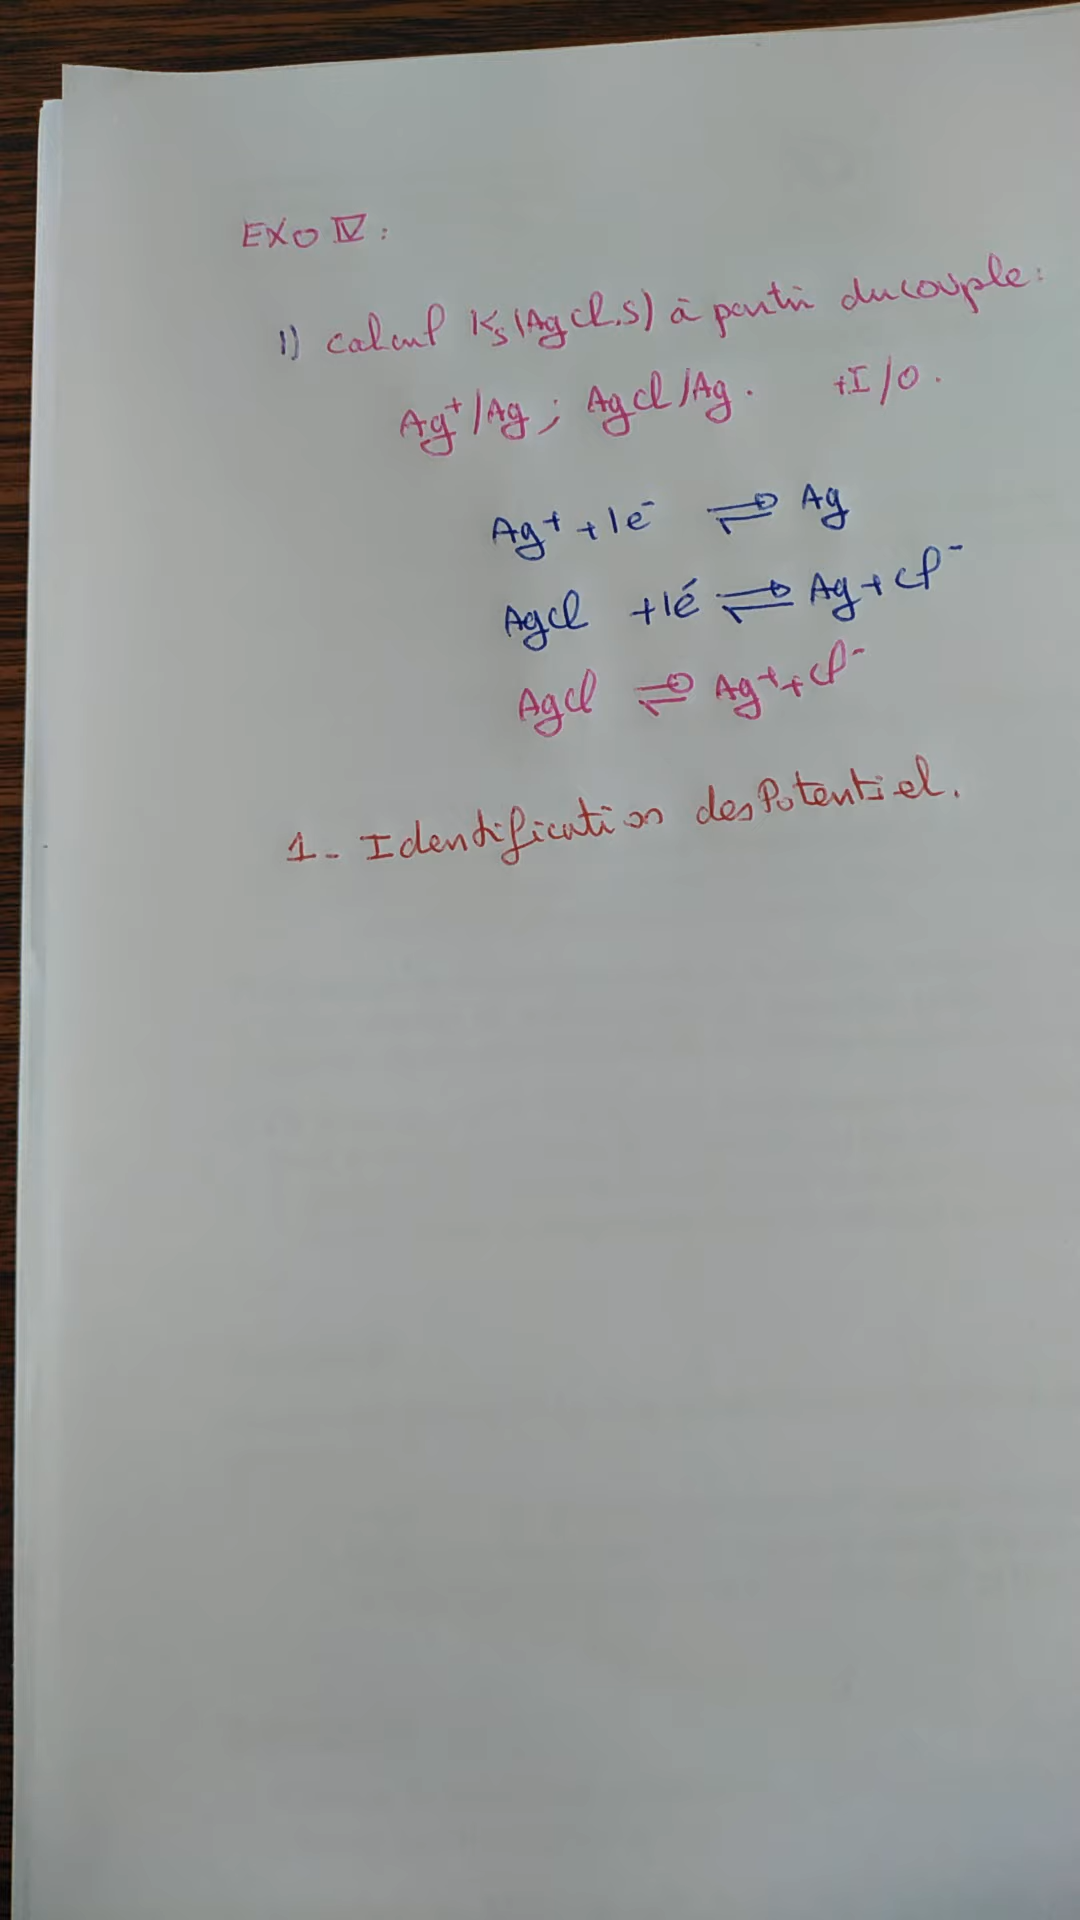 EXO IV:
1) calcul Ks(AgCl,s) à partir du couple:
Ag⁺/Ag; AgCl/Ag. +I/0.
Ag⁺ + 1e⁻ ⇌ Ag
AgCl + 1é ⇌ Ag + Cl⁻
AgCl ⇌ Ag⁺ + Cl⁻
1- Identification des Potentiel.